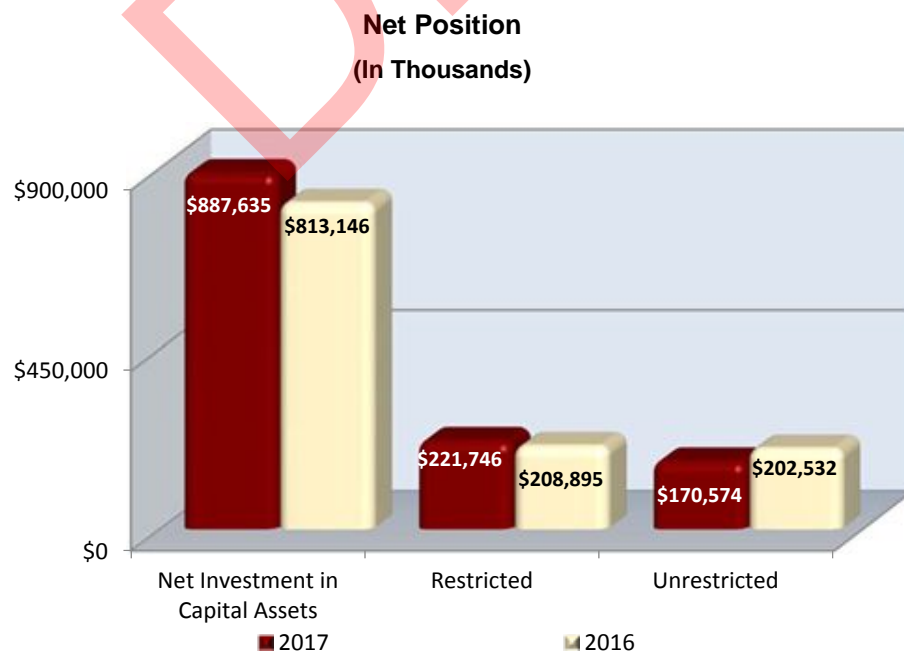 Net Position
(In Thousands)
$900,000
$450,000
$0
$887,635
$813,146
$221,746
$208,895
$170,574
$202,532
Net Investment in
Capital Assets
Restricted
Unrestricted
2017
2016